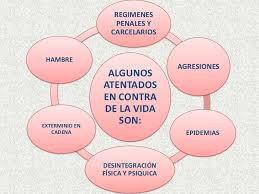 REGIMENES
PENALES Y
CARCELARIOS
HAMBRE
AGRESIONES
ALGUNOS
ATENTADOS
EN CONTRA
DE LA VIDA
SON:
EXTERMINIO EN
CADENA
EPIDEMIAS
DESINTEGRACIÓN
FÍSICA Y PSIQUICA